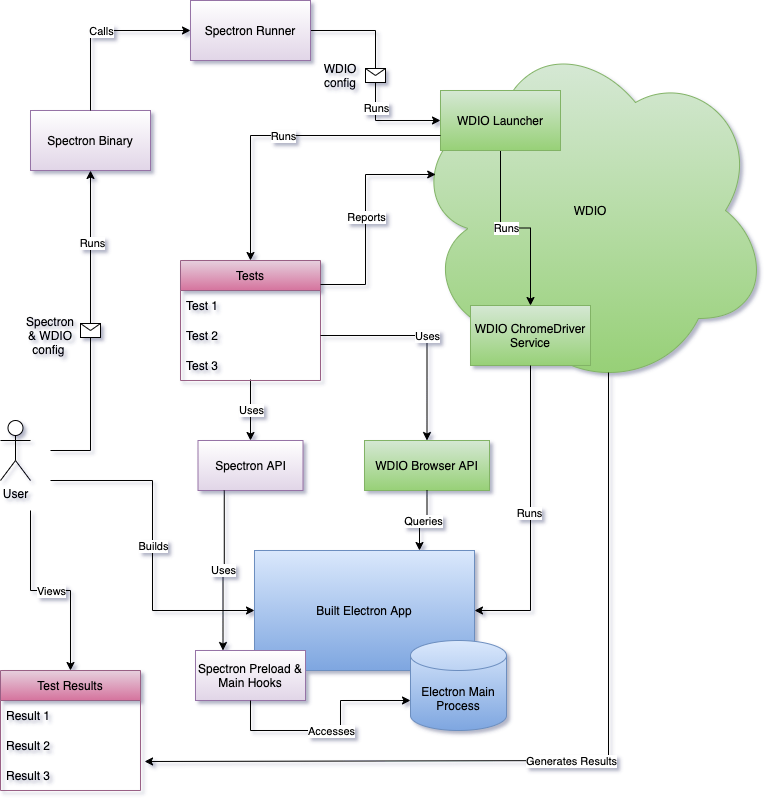 Calls
Spectron Runner
WDIO
config
Runs
WDIO Launcher
Spectron Binary
Runs
WDIO
Reports
Runs
Runs
Tests
Test 1
Test 2
Test 3
Uses
WDIO ChromeDriver
Service
Spectron
& WDIO
config
Uses
User
Spectron API
WDIO Browser API
Queries
Runs
Builds
Uses
Views
Built Electron App
Spectron Preload &
Main Hooks
Electron Main
Process
Accesses
Test Results
Result 1
Result 2
Result 3
Generates Results